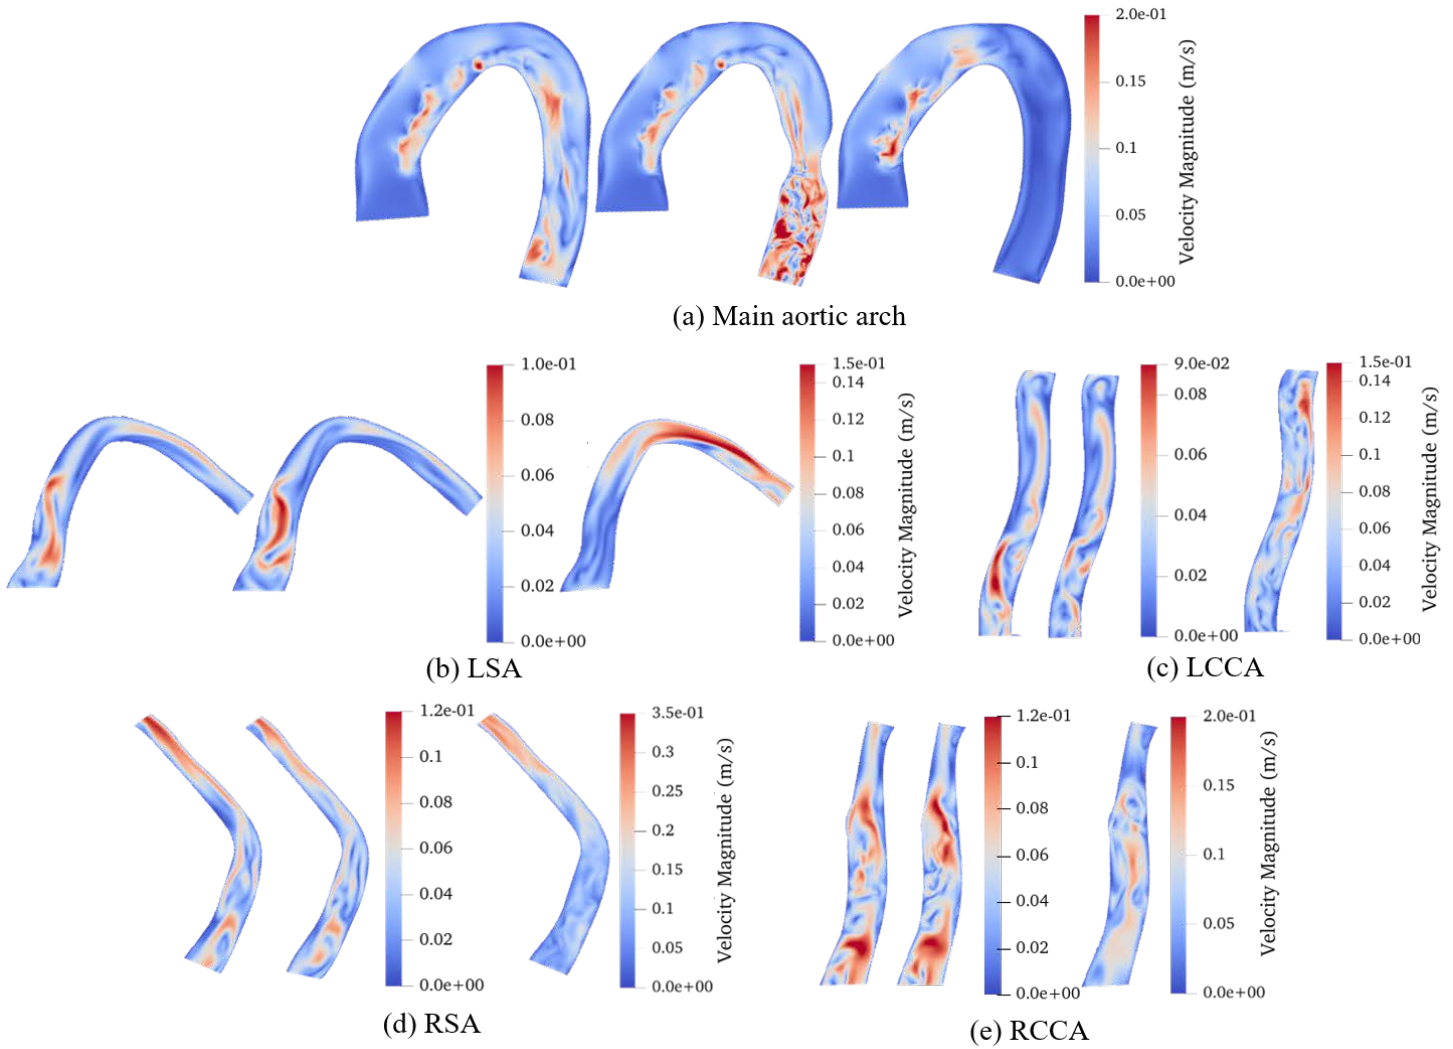 2.0e-01
0.15
0.1
0.05
0.0e+00
Velocity Magnitude (m/s)
(a) Main aortic arch
1.0e-01
0.08
0.06
0.04
0.02
0.0e+00
1.5e-01
0.14
0.12
0.1
0.08
0.06
0.04
0.02
0.0e+00
Velocity Magnitude (m/s)
(b) LSA
9.0e-02
0.08
0.06
0.04
0.02
0.0e+00
1.5e-01
0.14
0.12
0.1
0.08
0.06
0.04
0.02
0.0e+00
Velocity Magnitude (m/s)
(c) LCCA
1.2e-01
0.1
0.08
0.06
0.04
0.02
0.0e+00
3.5e-01
0.3
0.25
0.2
0.15
0.1
0.05
0.0e+00
Velocity Magnitude (m/s)
(d) RSA
1.2e-01
0.1
0.08
0.06
0.04
0.02
0.0e+00
2.0e-01
0.15
0.1
0.05
0.0e+00
Velocity Magnitude (m/s)
(e) RCCA